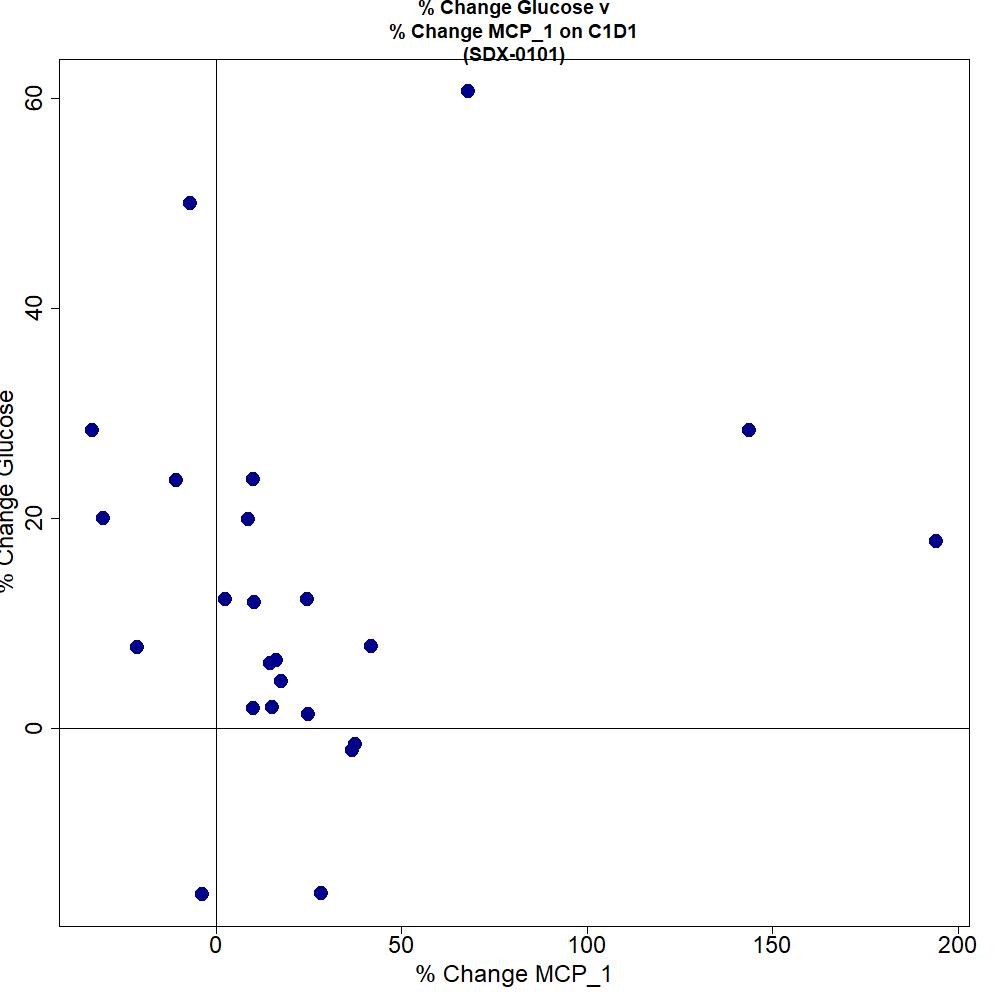 % Change Glucose v
% Change MCP_1 on C1D1
(SDX-0101)
% Change Glucose
60
40
20
0
0
50
100
150
200
% Change MCP_1